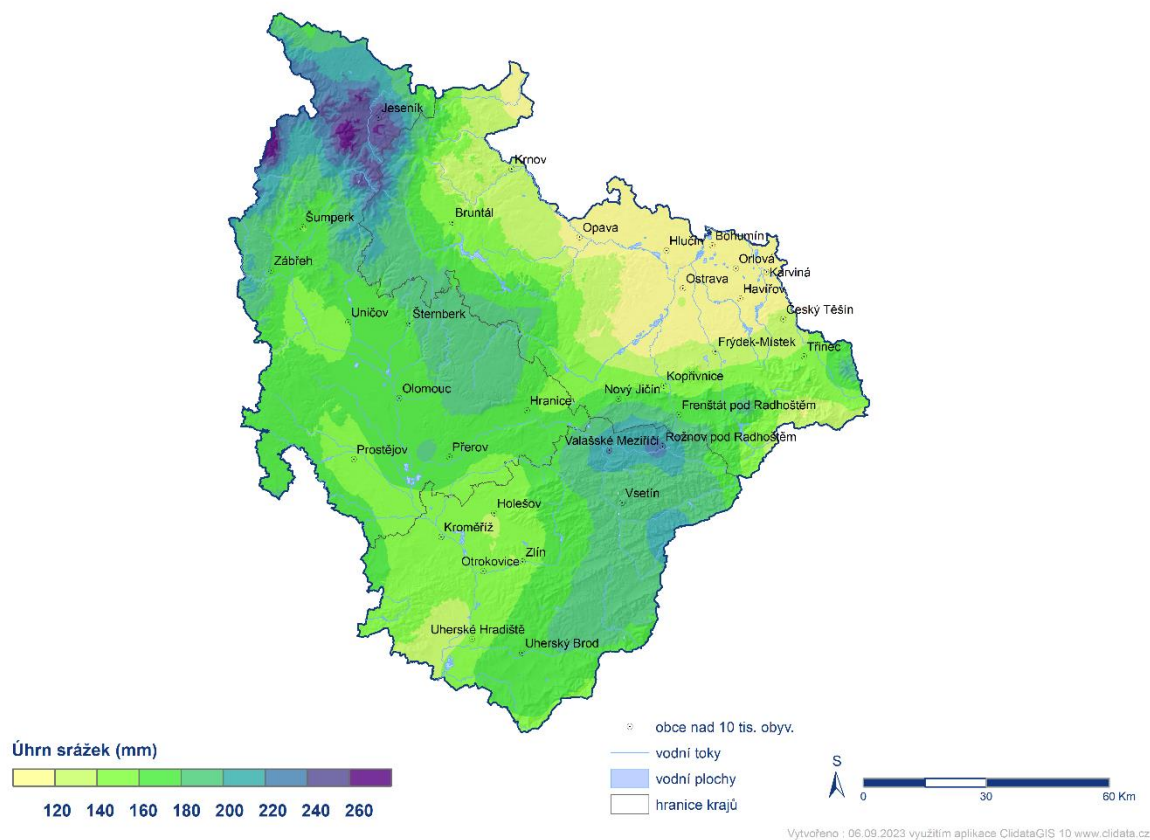 Jeseník
Krnov
Šumperk
Bruntál
Opava
Hlučín
Bohumín
Orlová
Zábřeh
Karviná
Ostrava
Havířov
Český Těšín
Uničov
Šternberk
Frýdek-Místek
Třinec
Kopřivnice
Olomouc
Nový Jičín
Hranice
Frenštát pod Radhoštěm
Valašské Meziříčí
Rožnov pod Radhoštěm
Prostějov
Přerov
Vsetín
Holešov
Kroměříž
Zlín
Otrokovice
Uherské Hradiště
Uherský Brod
Úhrn srážek (mm)
120 140 160 180 200 220 240 260
obce nad 10 tis. obyv.
vodní toky
vodní plochy
hranice krajů
S
0 30 60 Km
Vytvořeno : 06.09.2023 využitím aplikace ClidataGIS 10 www.clidata.cz